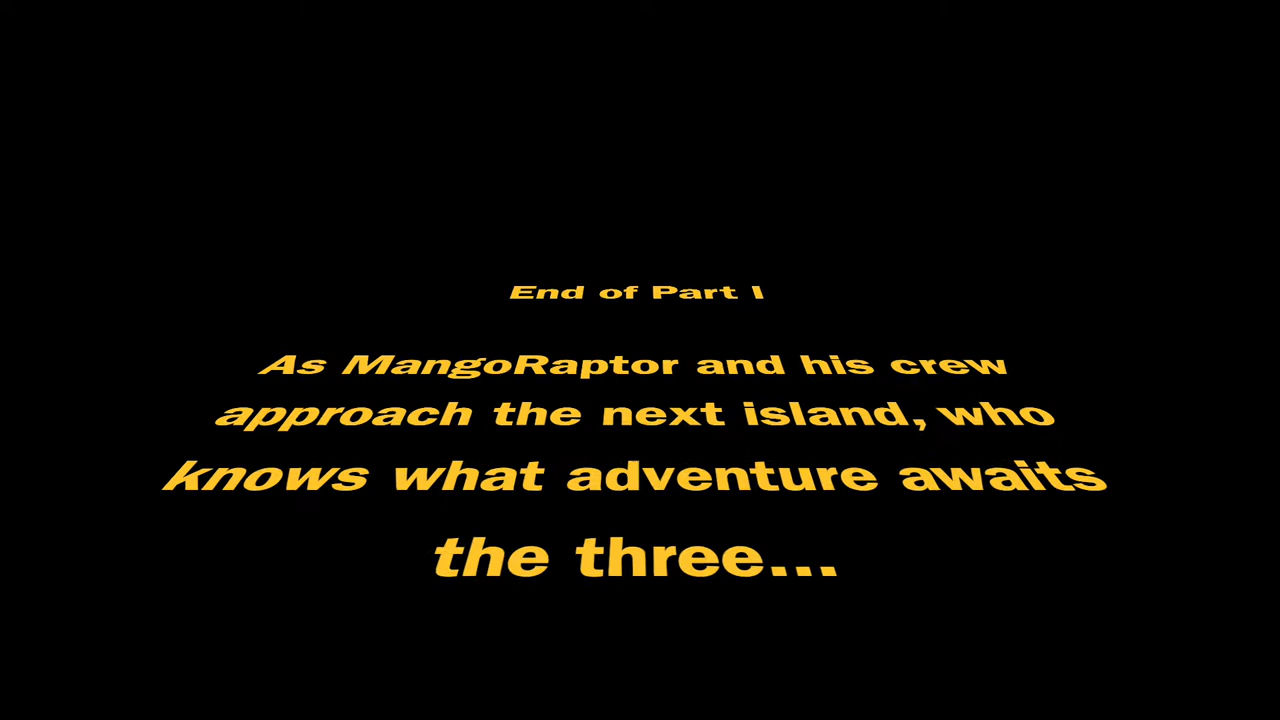 End of Part I
As MangoRaptor and his crew
approach the next island, who
knows what adventure awaits
the three...